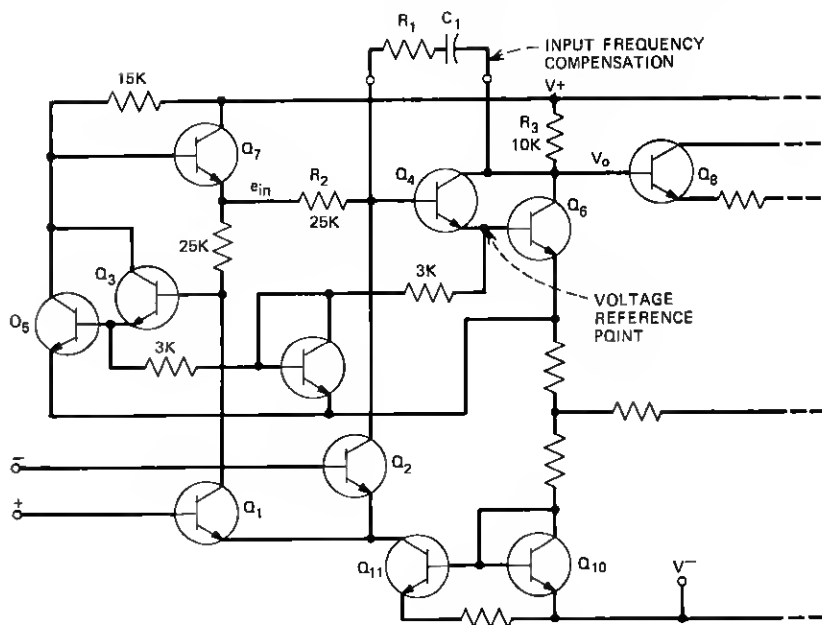 R1
C1
INPUT FREQUENCY
COMPENSATION
15K
V+
R3
10K
Q7
ein
R2
25K
Q4
Vo
Q8
Q6
25K
Q3
3K
VOLTAGE
REFERENCE
POINT
Q5
3K
−
Q2
+
Q1
Q11
Q10
V−